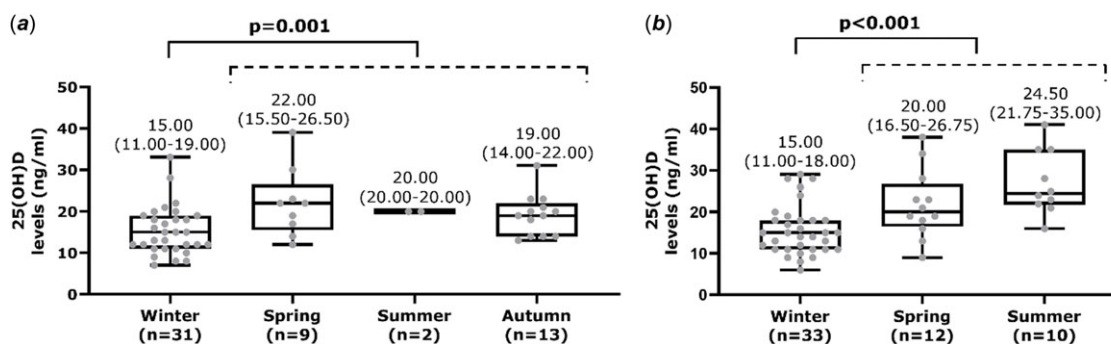 (a)
p=0.001
25(OH)D
levels (ng/ml)
50
40
30
20
10
0
15.00
(11.00-19.00)
22.00
(15.50-26.50)
20.00
(20.00-20.00)
19.00
(14.00-22.00)
Winter
(n=31)
Spring
(n=9)
Summer
(n=2)
Autumn
(n=13)
(b)
p<0.001
25(OH)D
levels (ng/ml)
50
40
30
20
10
0
15.00
(11.00-18.00)
20.00
(16.50-26.75)
24.50
(21.75-35.00)
Winter
(n=33)
Spring
(n=12)
Summer
(n=10)